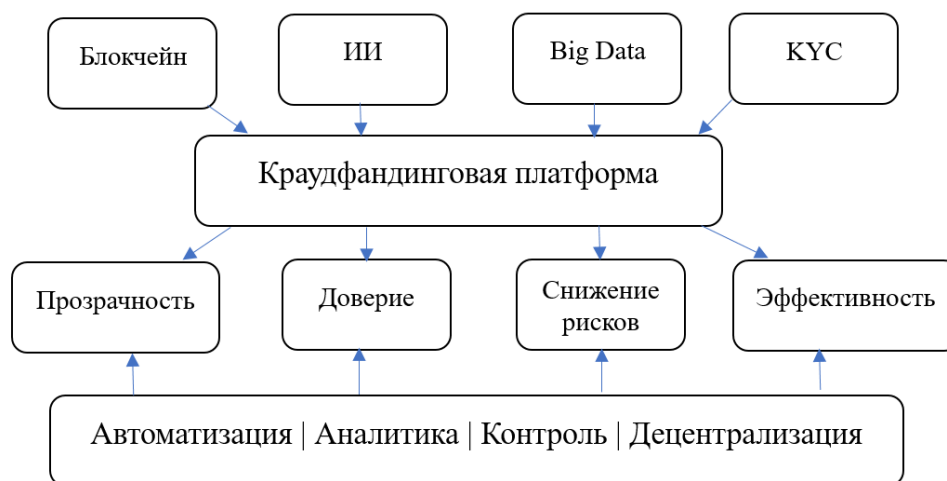 Блокчейн
ИИ
Big Data
KYC
Краудфандинговая платформа
Прозрачность
Доверие
Снижение
рисков
Эффективность
Автоматизация | Аналитика | Контроль | Децентрализация